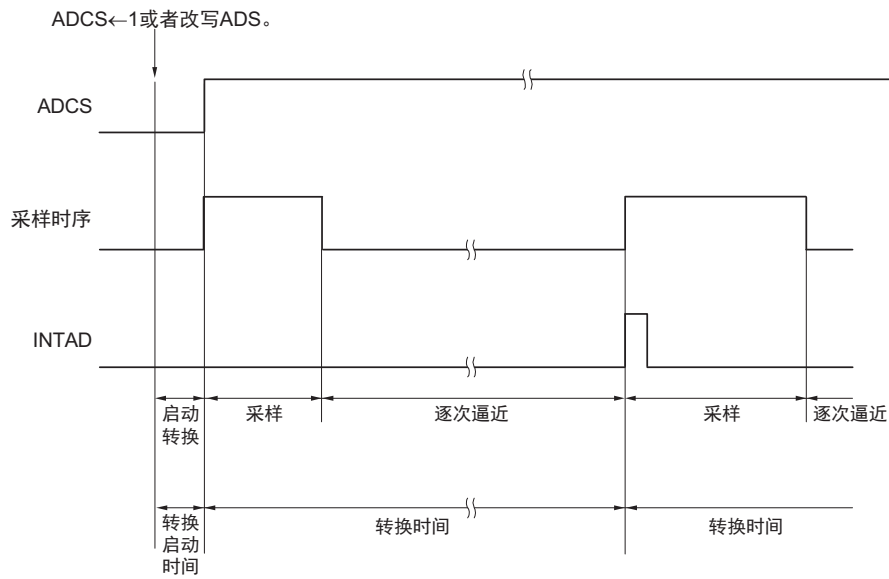 ADCS←1或者改写ADS。
ADCS
采样时序
INTAD
启动
转换
采样
逐次逼近
采样
逐次逼近
转换
启动
时间
转换时间
转换时间